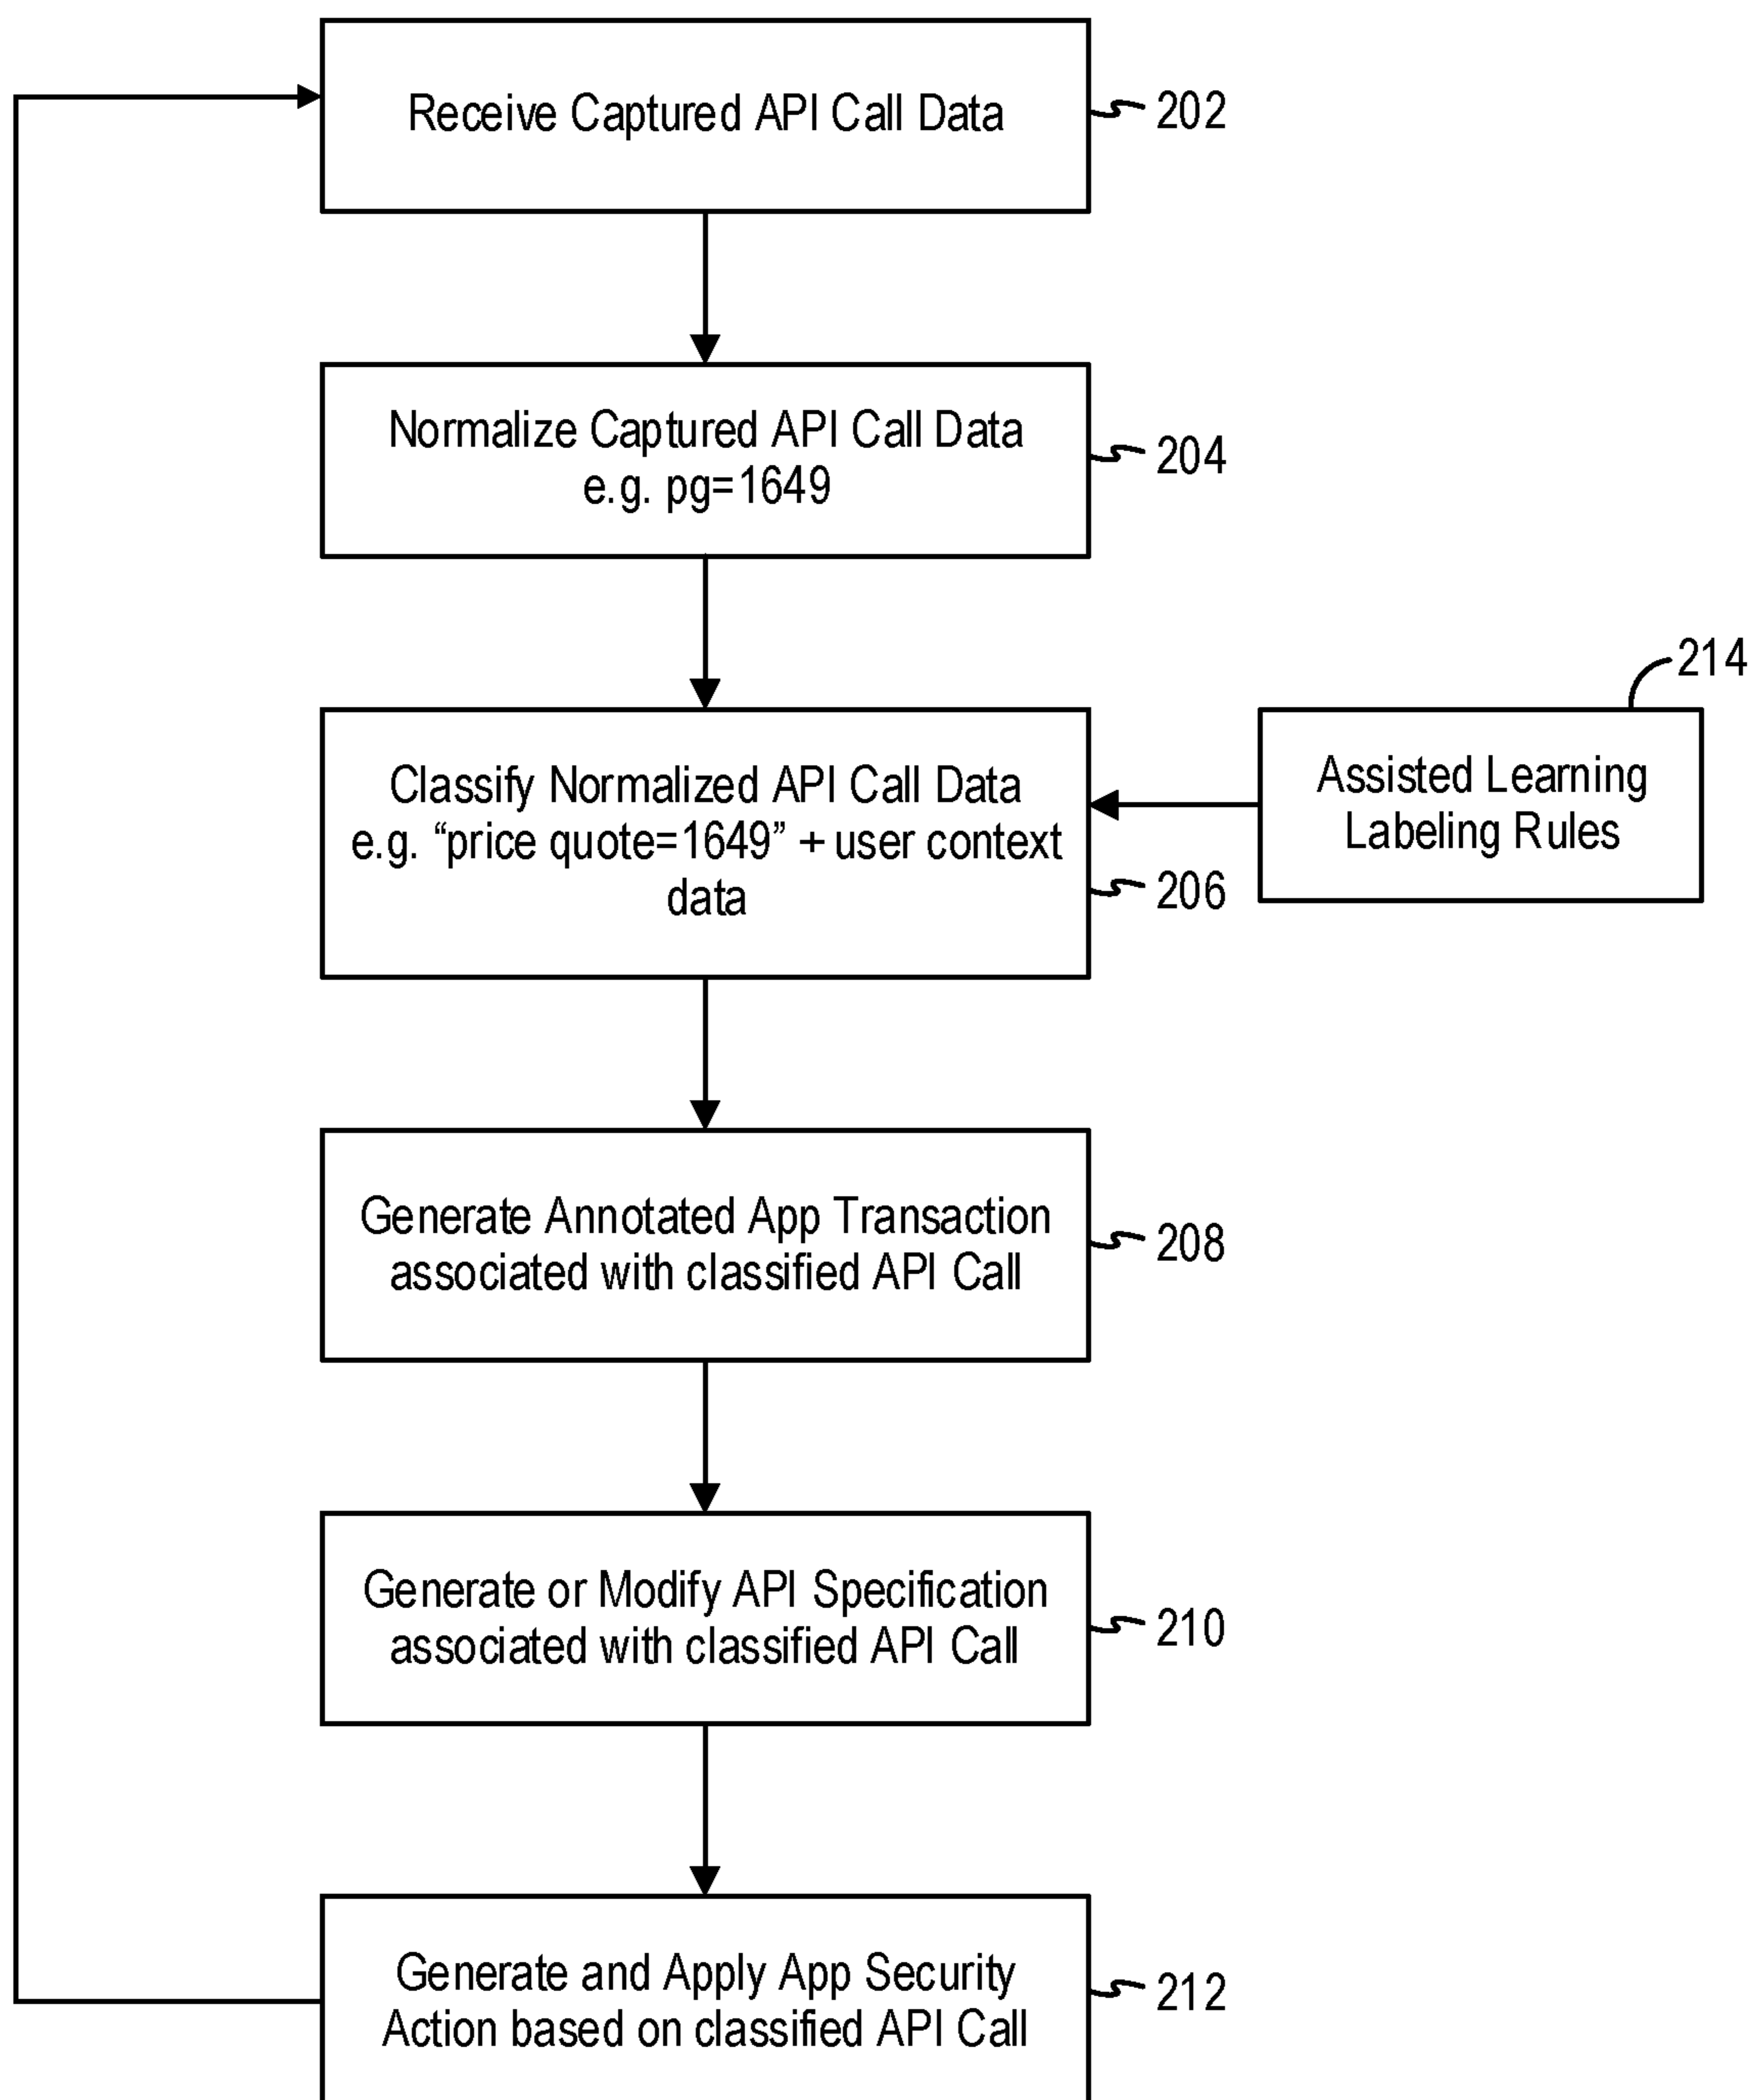 Receive Captured API Call Data
202
Normalize Captured API Call Data
e.g. pg=1649
204
Classify Normalized API Call Data
e.g. “price quote=1649” + user context
data
206
214
Assisted Learning
Labeling Rules
Generate Annotated App Transaction
associated with classified API Call
208
Generate or Modify API Specification
associated with classified API Call
210
Generate and Apply App Security
Action based on classified API Call
212